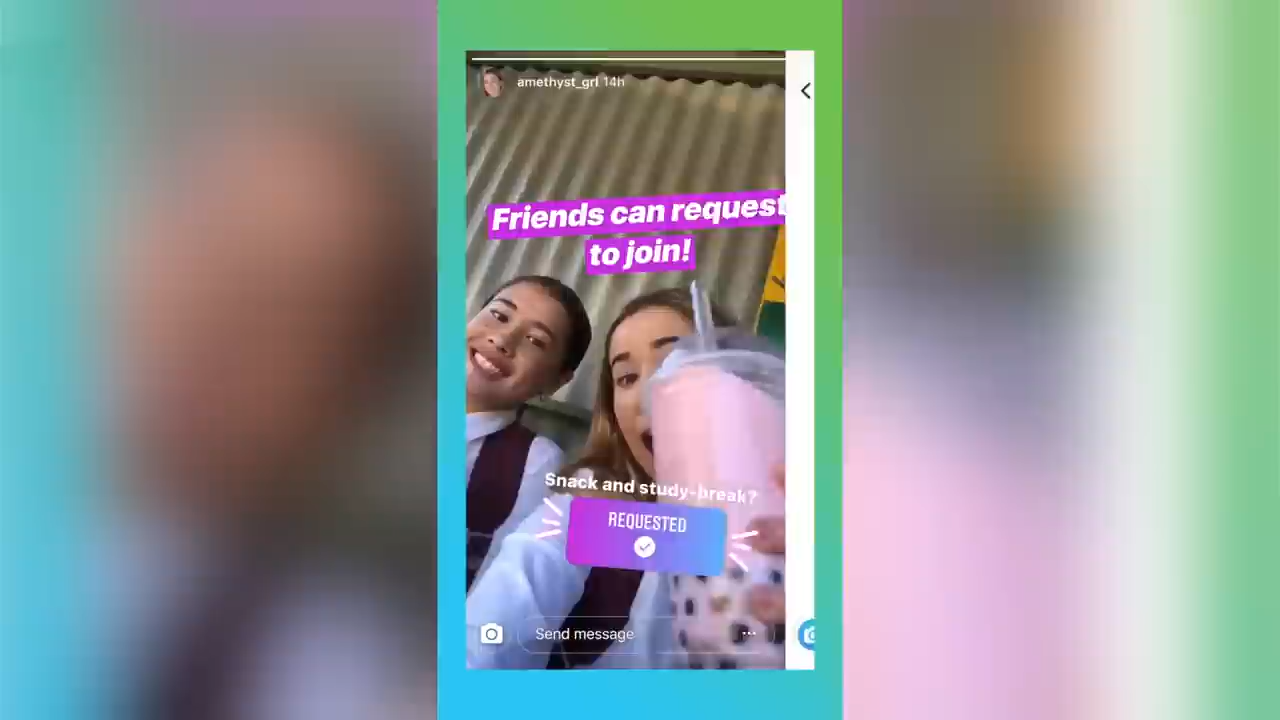 amethyst_grl 14h
Friends can request
to join!
Snack and study-break?
REQUESTED
Send message